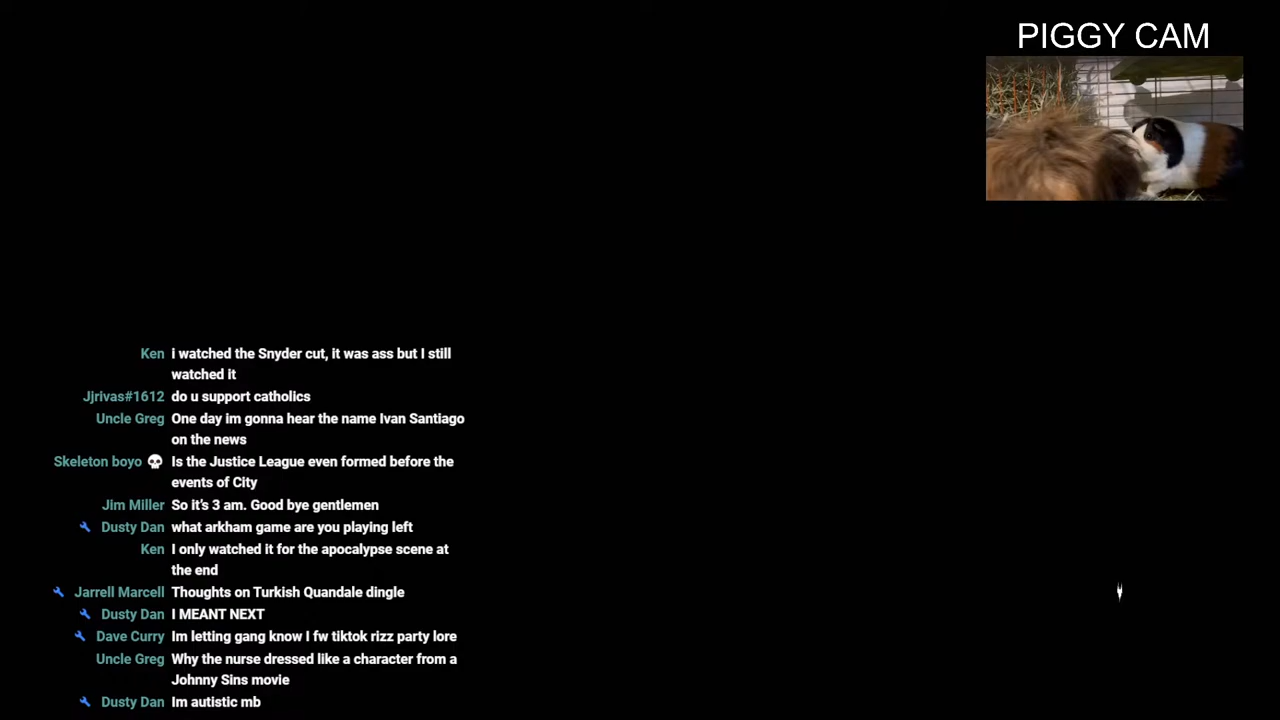 PIGGY CAM
Ken i watched the Snyder cut, it was ass but I still
watched it
Jjrivas#1612 do u support catholics
Uncle Greg One day im gonna hear the name Ivan Santiago
on the news
Skeleton boyo 💀 Is the Justice League even formed before the
events of City
Jim Miller So it's 3 am. Good bye gentlemen
Dusty Dan what arkham game are you playing left
Ken I only watched it for the apocalypse scene at
the end
Jarrell Marcell Thoughts on Turkish Quandale dingle
Dusty Dan I MEANT NEXT
Dave Curry Im letting gang know I fw tiktok rizz party lore
Uncle Greg Why the nurse dressed like a character from a
Johnny Sins movie
Dusty Dan Im autistic mb